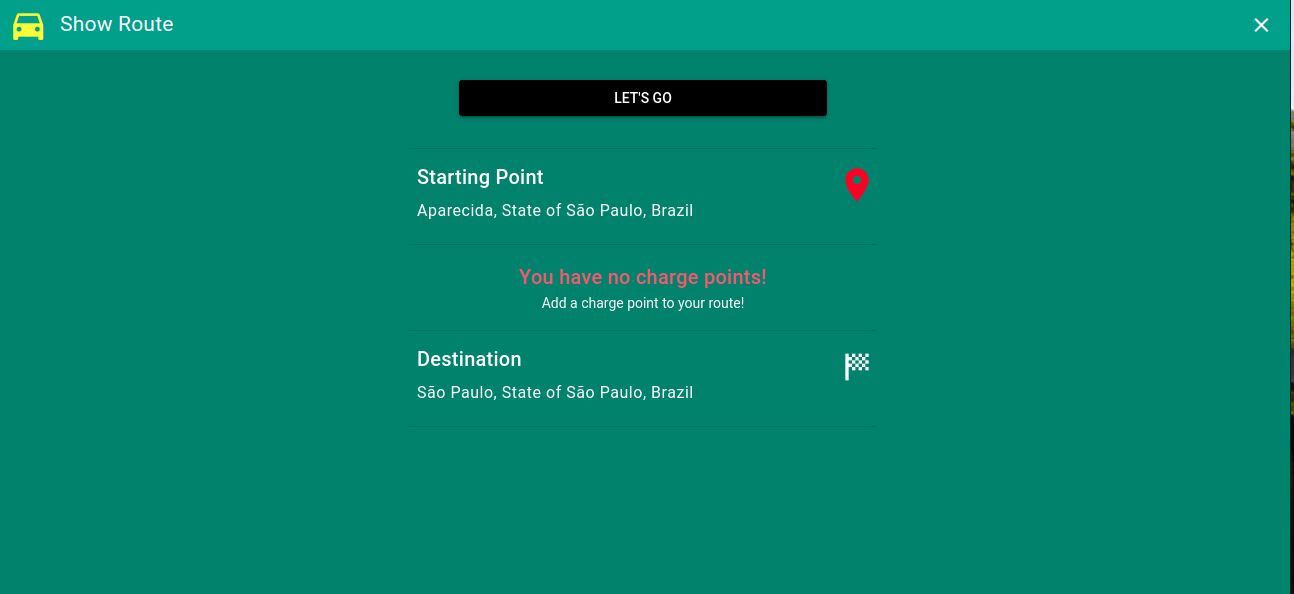 Show Route
LET'S GO
Starting Point
Aparecida, State of São Paulo, Brazil
You have no charge points!
Add a charge point to your route!
Destination
São Paulo, State of São Paulo, Brazil